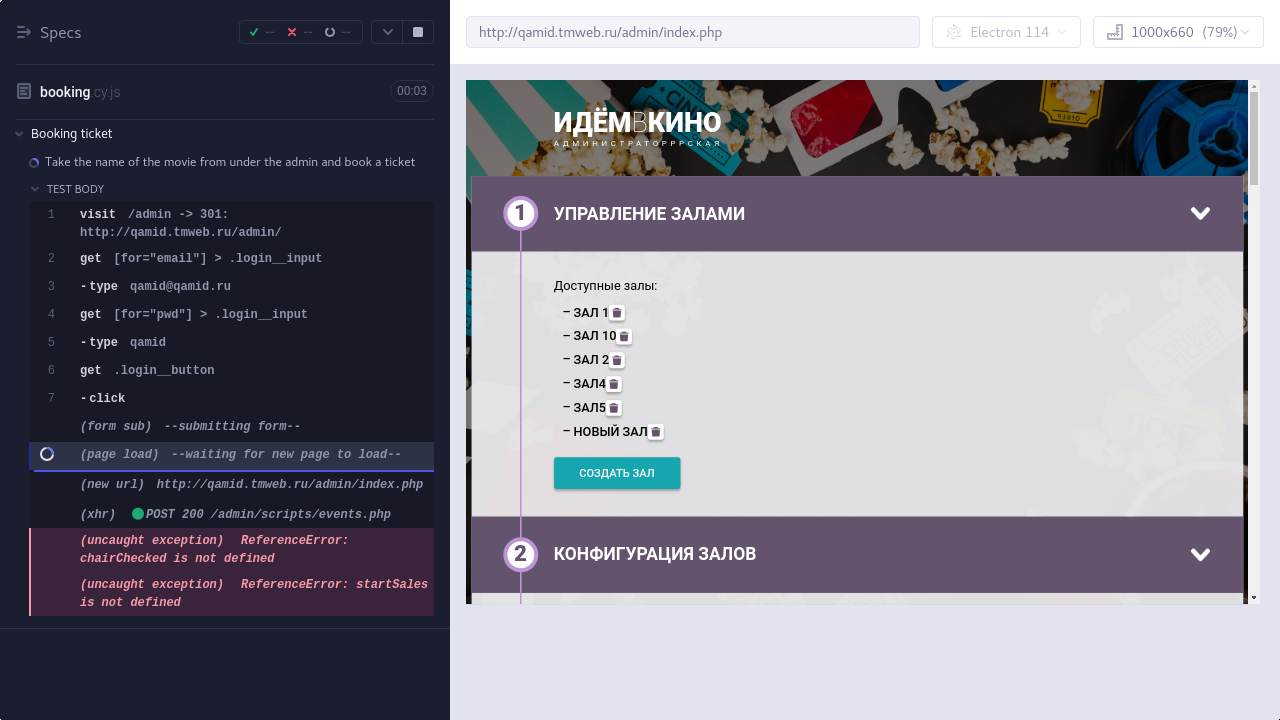 Specs
-- -- --
booking.cy.js
00:03
Booking ticket
Take the name of the movie from under the admin and book a ticket
TEST BODY
1 visit /admin -> 301:
http://qamid.tmweb.ru/admin/
2 get [for="email"] > .login__input
3 -type qamid@qamid.ru
4 get [for="pwd"] > .login__input
5 -type qamid
6 get .login__button
7 -click
(form sub) --submitting form--
(page load) --waiting for new page to load--
(new url) http://qamid.tmweb.ru/admin/index.php
(xhr) POST 200 /admin/scripts/events.php
(uncaught exception) ReferenceError:
chairChecked is not defined
(uncaught exception) ReferenceError: startSales
is not defined
http://qamid.tmweb.ru/admin/index.php
Electron 114
1000x660 (79%)
ИДЁМВКИНО
АДМИНИСТРАТОРРРСКАЯ
CINEMA
93810
1 УПРАВЛЕНИЕ ЗАЛАМИ
Доступные залы:
– ЗАЛ 1
– ЗАЛ 10
– ЗАЛ 2
– ЗАЛ4
– ЗАЛ5
– НОВЫЙ ЗАЛ
СОЗДАТЬ ЗАЛ
2 КОНФИГУРАЦИЯ ЗАЛОВ